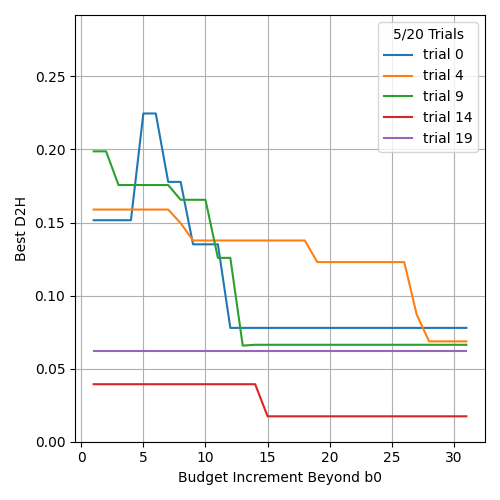 5/20 Trials
trial 0
trial 4
trial 9
trial 14
trial 19
0.25
0.20
0.15
0.10
0.05
0.00
Best D2H
0 5 10 15 20 25 30
Budget Increment Beyond b0